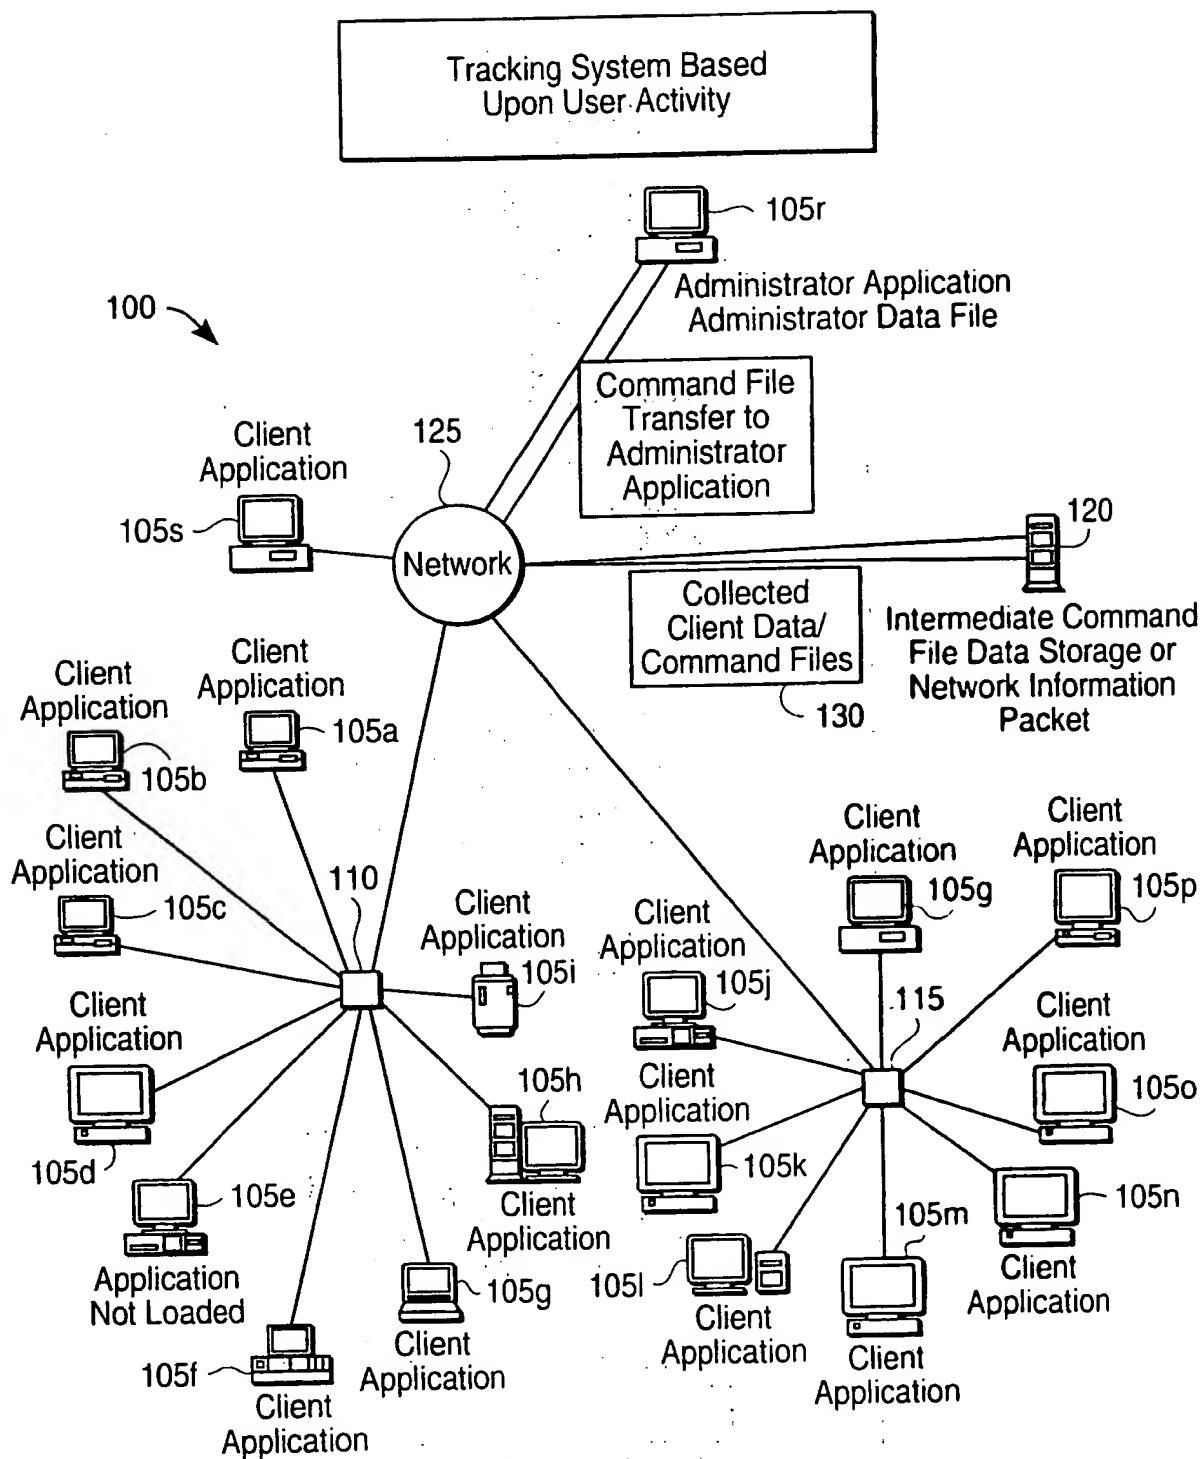 Tracking System Based
Upon User Activity
105r
Administrator Application
Administrator Data File
100
Command File
Transfer to
Administrator
Application
125
Client
Application
105s
Network
120
Collected
Client Data/
Command Files
130
Intermediate Command
File Data Storage or
Network Information
Packet
Client
Application
105a
Client
Application
105b
Client
Application
105c
110
Client
Application
105i
Client
Application
105d
105e
Application
Not Loaded
105f
Client
Application
105g
Client
Application
105h
Client
Application
Client
Application
105g
Client
Application
105p
Client
Application
105j
115
Client
Application
105o
Client
Application
105k
105l
Client
Application
105m
Client
Application
105n
Client
Application